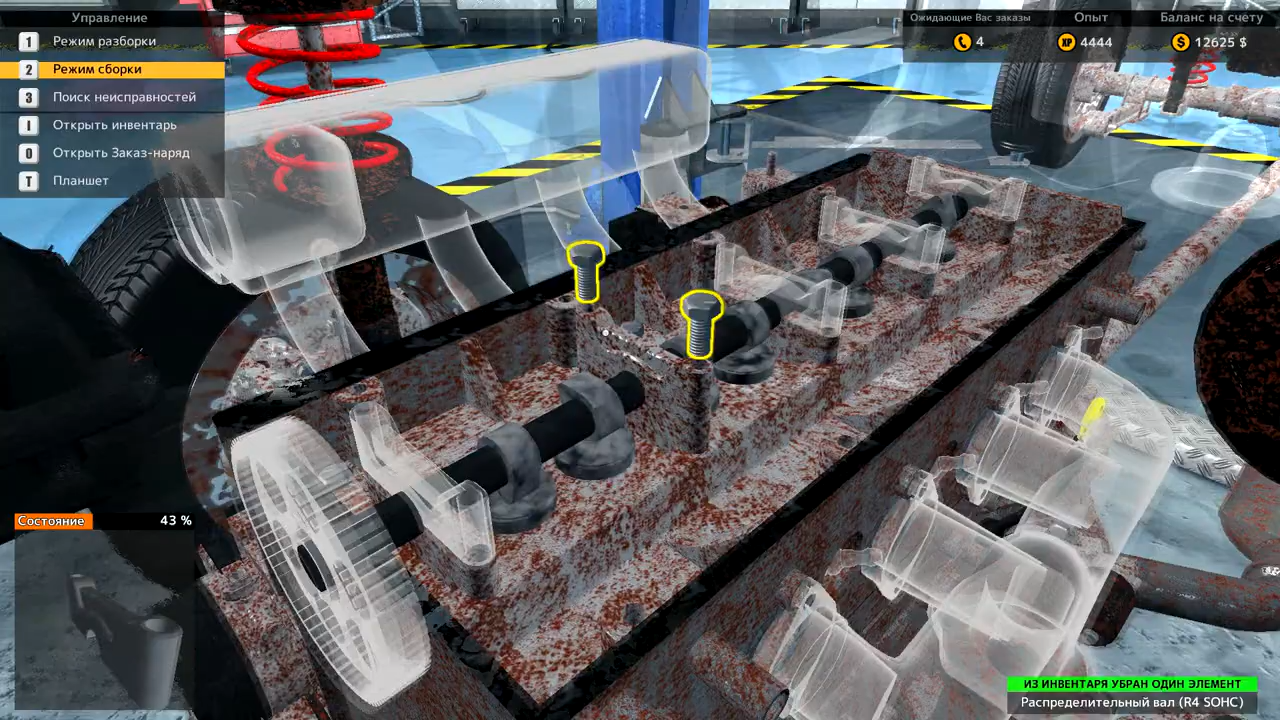 Управление
1 Режим разборки
2 Режим сборки
3 Поиск неисправностей
I Открыть инвентарь
O Открыть Заказ-наряд
T Планшет
Ожидающие Вас заказы
4
Опыт
XP 4444
Баланс на счету
$ 12625 $
Состояние 43 %
ИЗ ИНВЕНТАРЯ УБРАН ОДИН ЭЛЕМЕНТ
Распределительный вал (R4 SOHC)